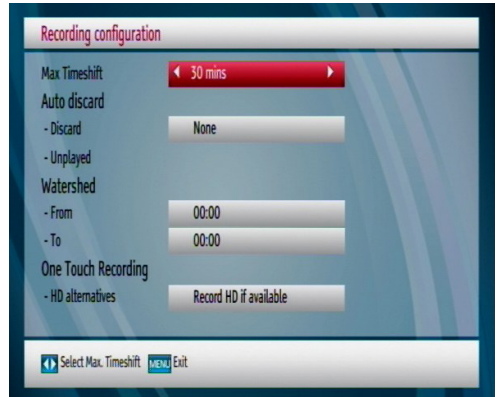 Recording configuration
Max Timeshift 30 mins
Auto discard
- Discard None
- Unplayed
Watershed
- From 00:00
- To 00:00
One Touch Recording
- HD alternatives Record HD if available
Select Max. Timeshift MENU Exit